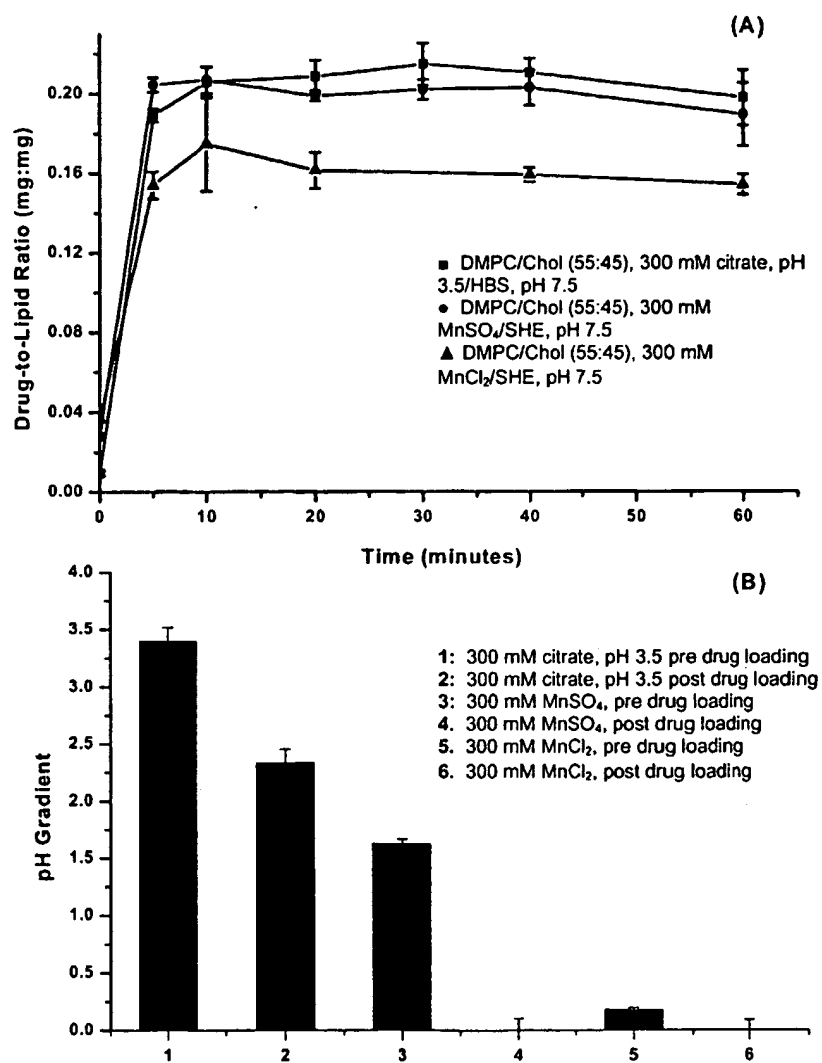 (A)
0.20
0.16
0.12
0.08
0.04
0.00
Drug-to-Lipid Ratio (mg:mg)
■ DMPC/Chol (55:45), 300 mM citrate, pH
3.5/HBS, pH 7.5
● DMPC/Chol (55:45), 300 mM
MnSO₄/SHE, pH 7.5
▲ DMPC/Chol (55:45), 300 mM
MnCl₂/SHE, pH 7.5
0 10 20 30 40 50 60
Time (minutes)
(B)
4.0
3.5
3.0
2.5
2.0
1.5
1.0
0.5
0.0
pH Gradient
1: 300 mM citrate, pH 3.5 pre drug loading
2: 300 mM citrate, pH 3.5 post drug loading
3: 300 mM MnSO₄, pre drug loading
4. 300 mM MnSO₄, post drug loading
5. 300 mM MnCl₂, pre drug loading
6. 300 mM MnCl₂, post drug loading
1 2 3 4 5 6